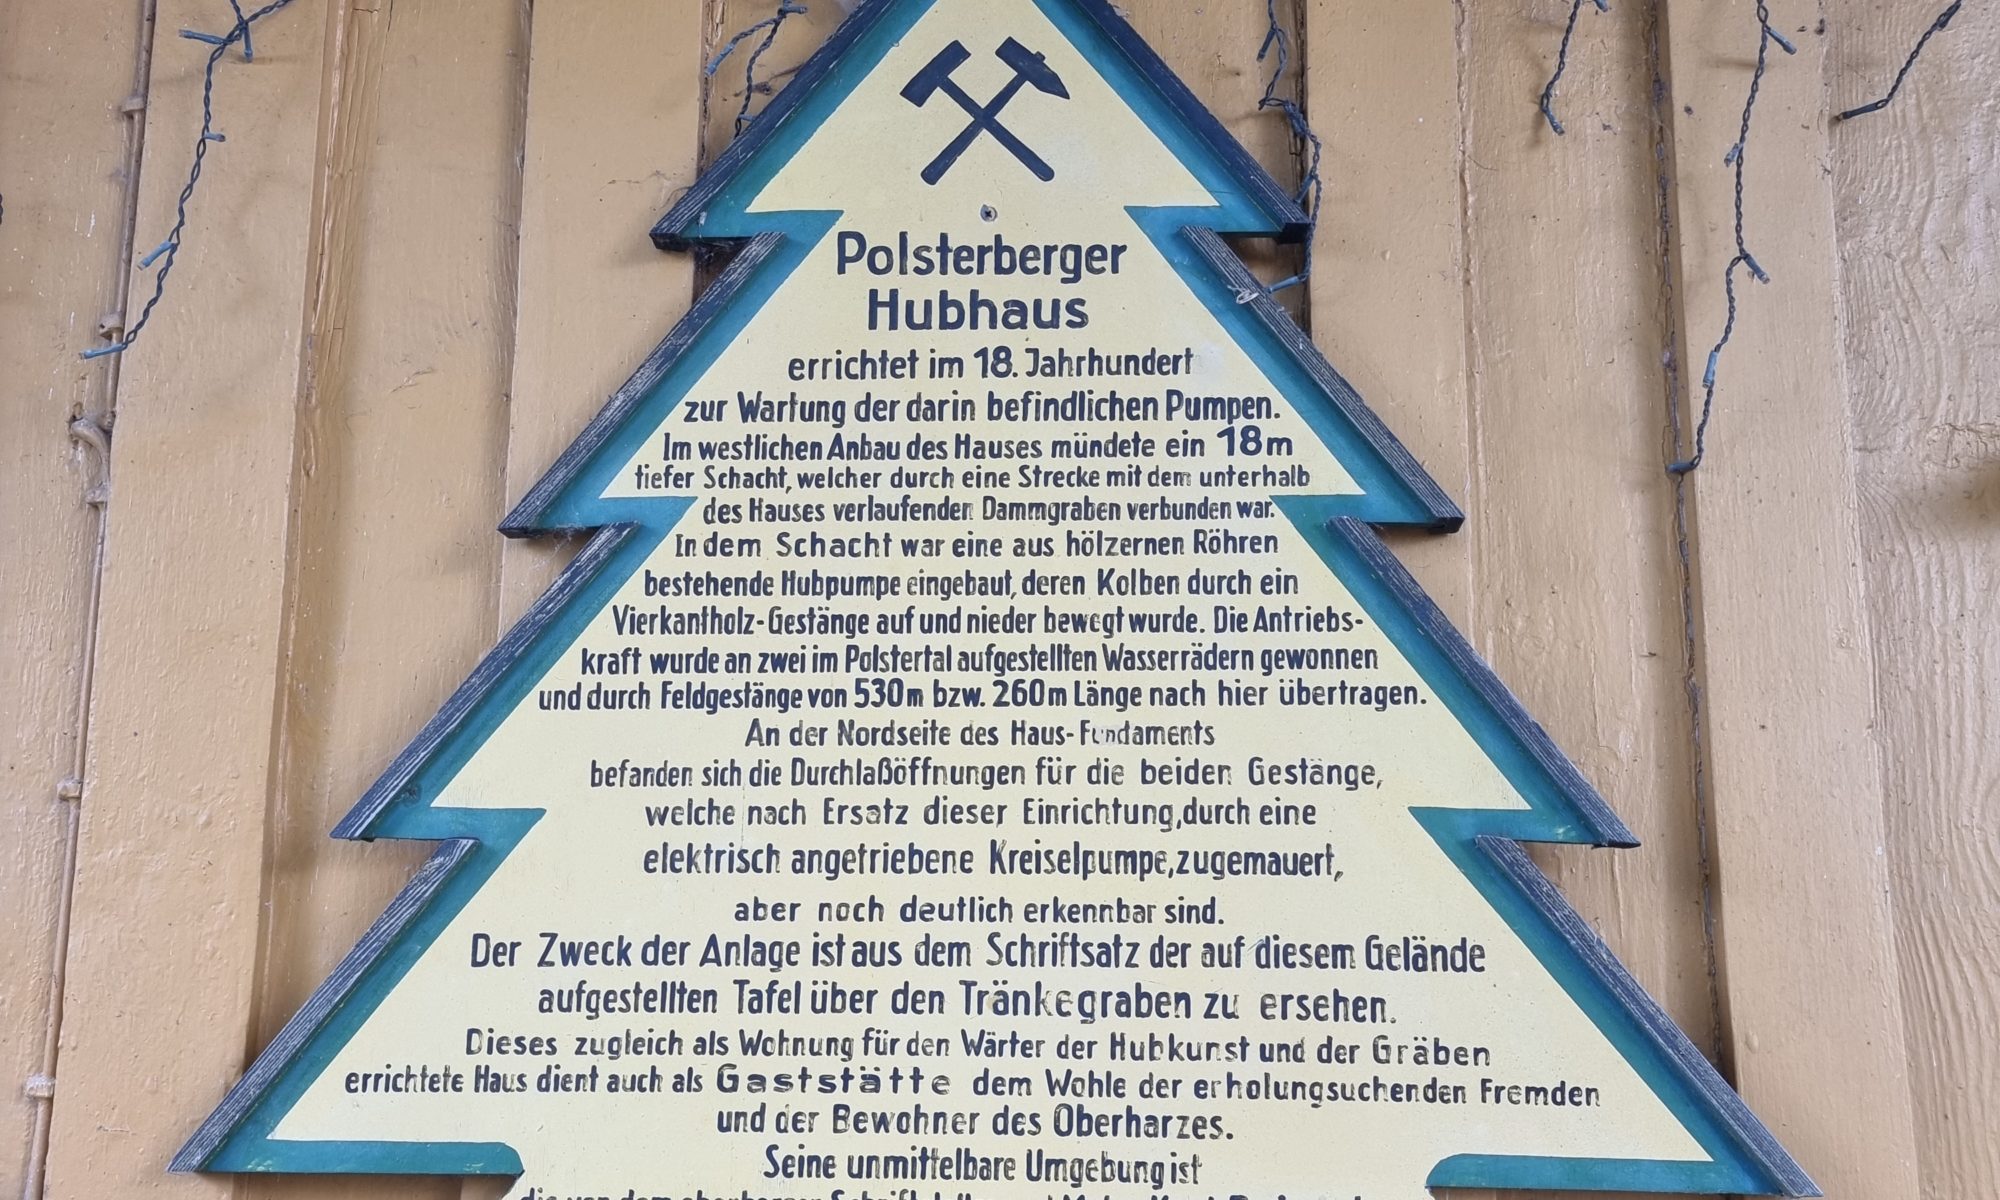 Polsterberger
Hubhaus
errichtet im 18. Jahrhundert
zur Wartung der darin befindlichen Pumpen.
Im westlichen Anbau des Hauses mündete ein 18m
tiefer Schacht, welcher durch eine Strecke mit dem unterhalb
des Hauses verlaufenden Dammgraben verbunden war.
In dem Schacht war eine aus hölzernen Röhren
bestehende Hubpumpe eingebaut, deren Kolben durch ein
Vierkantholz-Gestänge auf und nieder bewegt wurde. Die Antriebs-
kraft wurde an zwei im Polstertal aufgestellten Wasserrädern gewonnen
und durch Feldgestänge von 530m bzw. 260m Länge nach hier übertragen.
An der Nordseite des Haus-Fundaments
befanden sich die Durchlaßöffnungen für die beiden Gestänge,
welche nach Ersatz dieser Einrichtung, durch eine
elektrisch angetriebene Kreiselpumpe, zugemauert,
aber noch deutlich erkennbar sind.
Der Zweck der Anlage ist aus dem Schriftsatz der auf diesem Gelände
aufgestellten Tafel über den Tränkegraben zu ersehen.
Dieses zugleich als Wohnung für den Wärter der Hubkunst und der Gräben
errichtete Haus dient auch als Gaststätte dem Wohle der erholungsuchenden Fremden
und der Bewohner des Oberharzes.
Seine unmittelbare Umgebung ist
die von dem